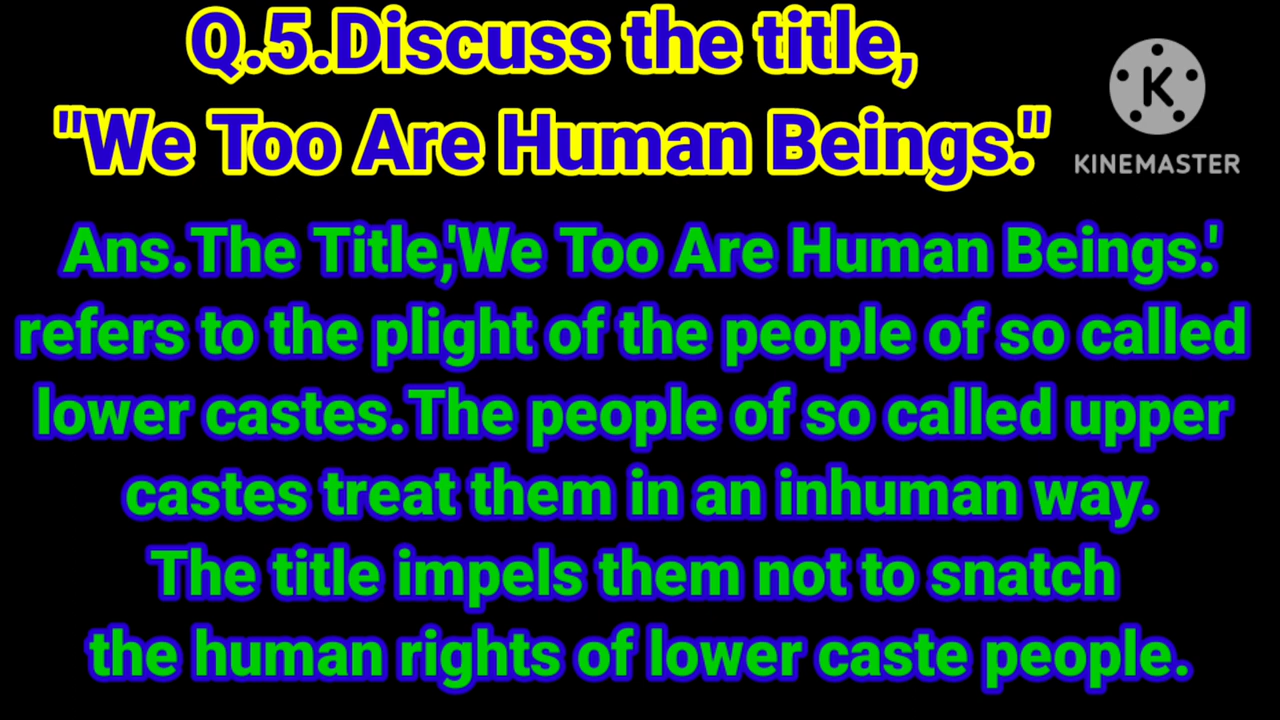 Q.5.Discuss the title,
"We Too Are Human Beings."
KINEMASTER
Ans.The Title,'We Too Are Human Beings.'
refers to the plight of the people of so called
lower castes.The people of so called upper
castes treat them in an inhuman way.
The title impels them not to snatch
the human rights of lower caste people.